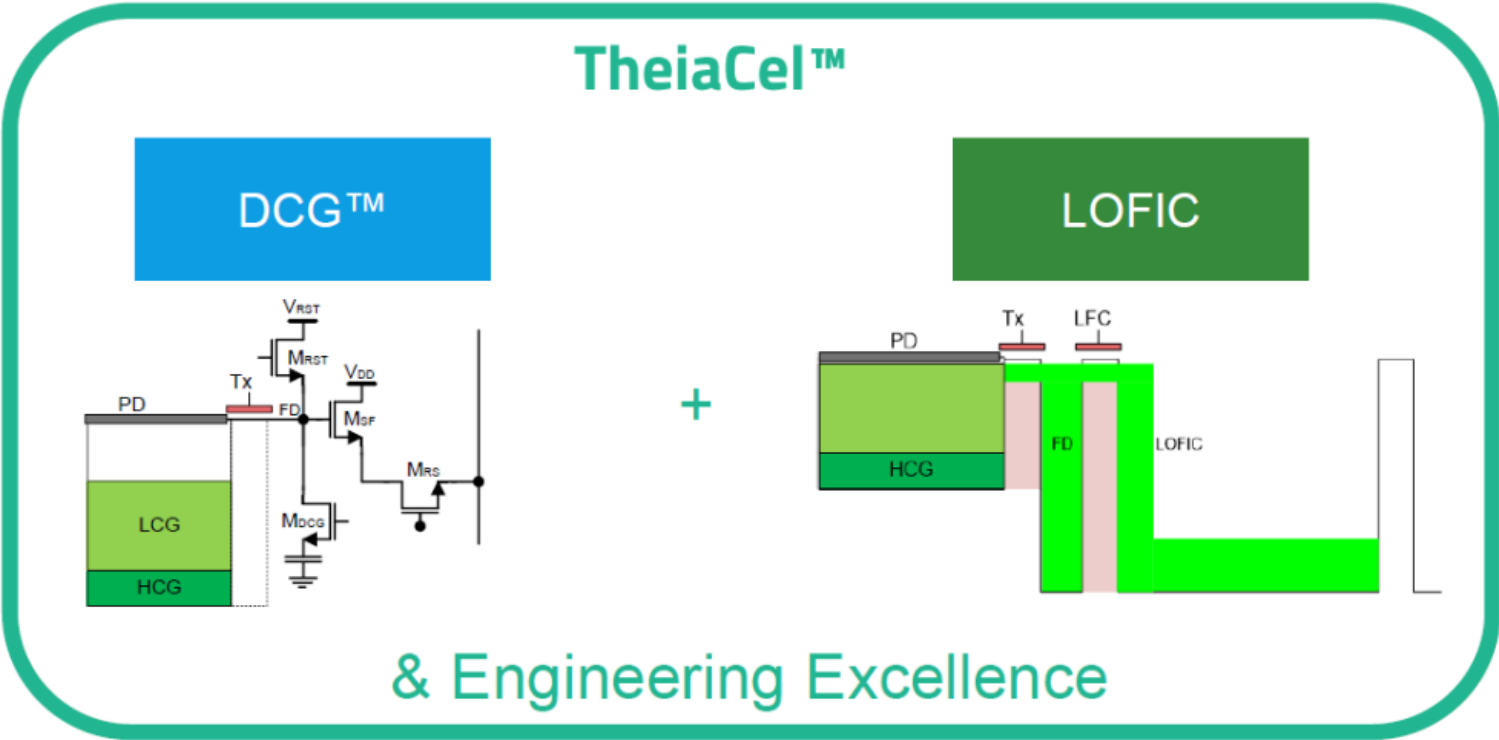 TheiaCel™
DCG™
LOFIC
VRST
MRST
VDD
Tx
PD
FD
MSF
MRS
LCG
MDCG
HCG
+
Tx
LFC
PD
FD
LOFIC
HCG
& Engineering Excellence